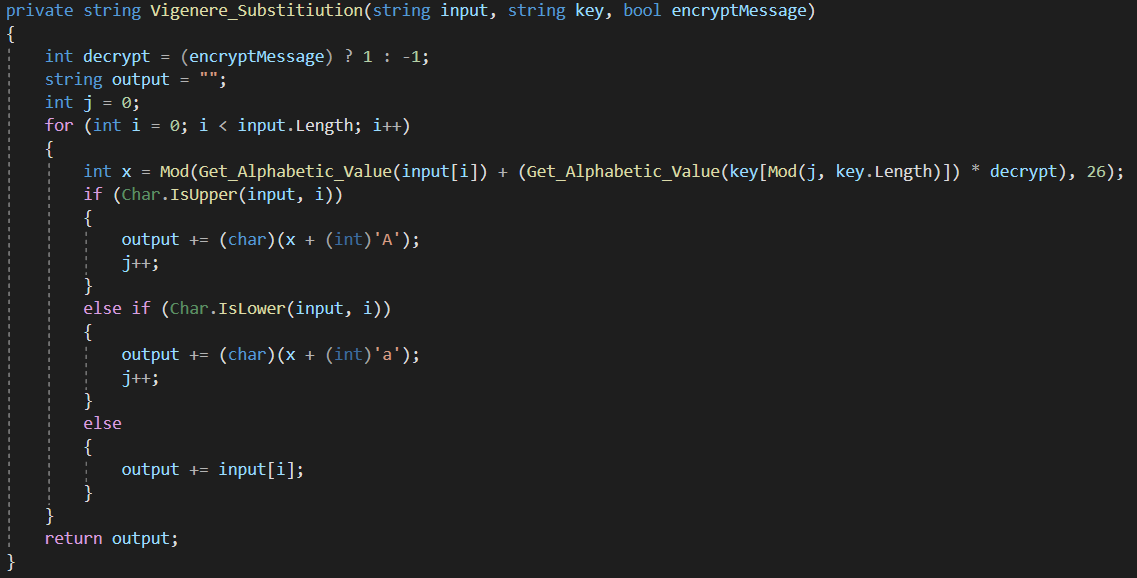 private string Vigenere_Substitiution(string input, string key, bool encryptMessage)
{
    int decrypt = (encryptMessage) ? 1 : -1;
    string output = "";
    int j = 0;
    for (int i = 0; i < input.Length; i++)
    {
        int x = Mod(Get_Alphabetic_Value(input[i]) + (Get_Alphabetic_Value(key[Mod(j, key.Length)]) * decrypt), 26);
        if (Char.IsUpper(input, i))
        {
            output += (char)(x + (int)'A');
            j++;
        }
        else if (Char.IsLower(input, i))
        {
            output += (char)(x + (int)'a');
            j++;
        }
        else
        {
            output += input[i];
        }
    }
    return output;
}